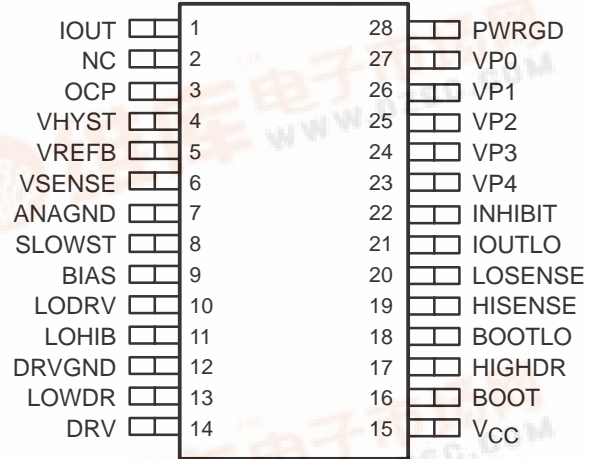 IOUT 1 28 PWRGD
NC 2 27 VP0
OCP 3 26 VP1
VHYST 4 25 VP2
VREFB 5 24 VP3
VSENSE 6 23 VP4
ANAGND 7 22 INHIBIT
SLOWST 8 21 IOUTLO
BIAS 9 20 LOSENSE
LODRV 10 19 HISENSE
LOHIB 11 18 BOOTLO
DRVGND 12 17 HIGHDR
LOWDR 13 16 BOOT
DRV 14 15 VCC